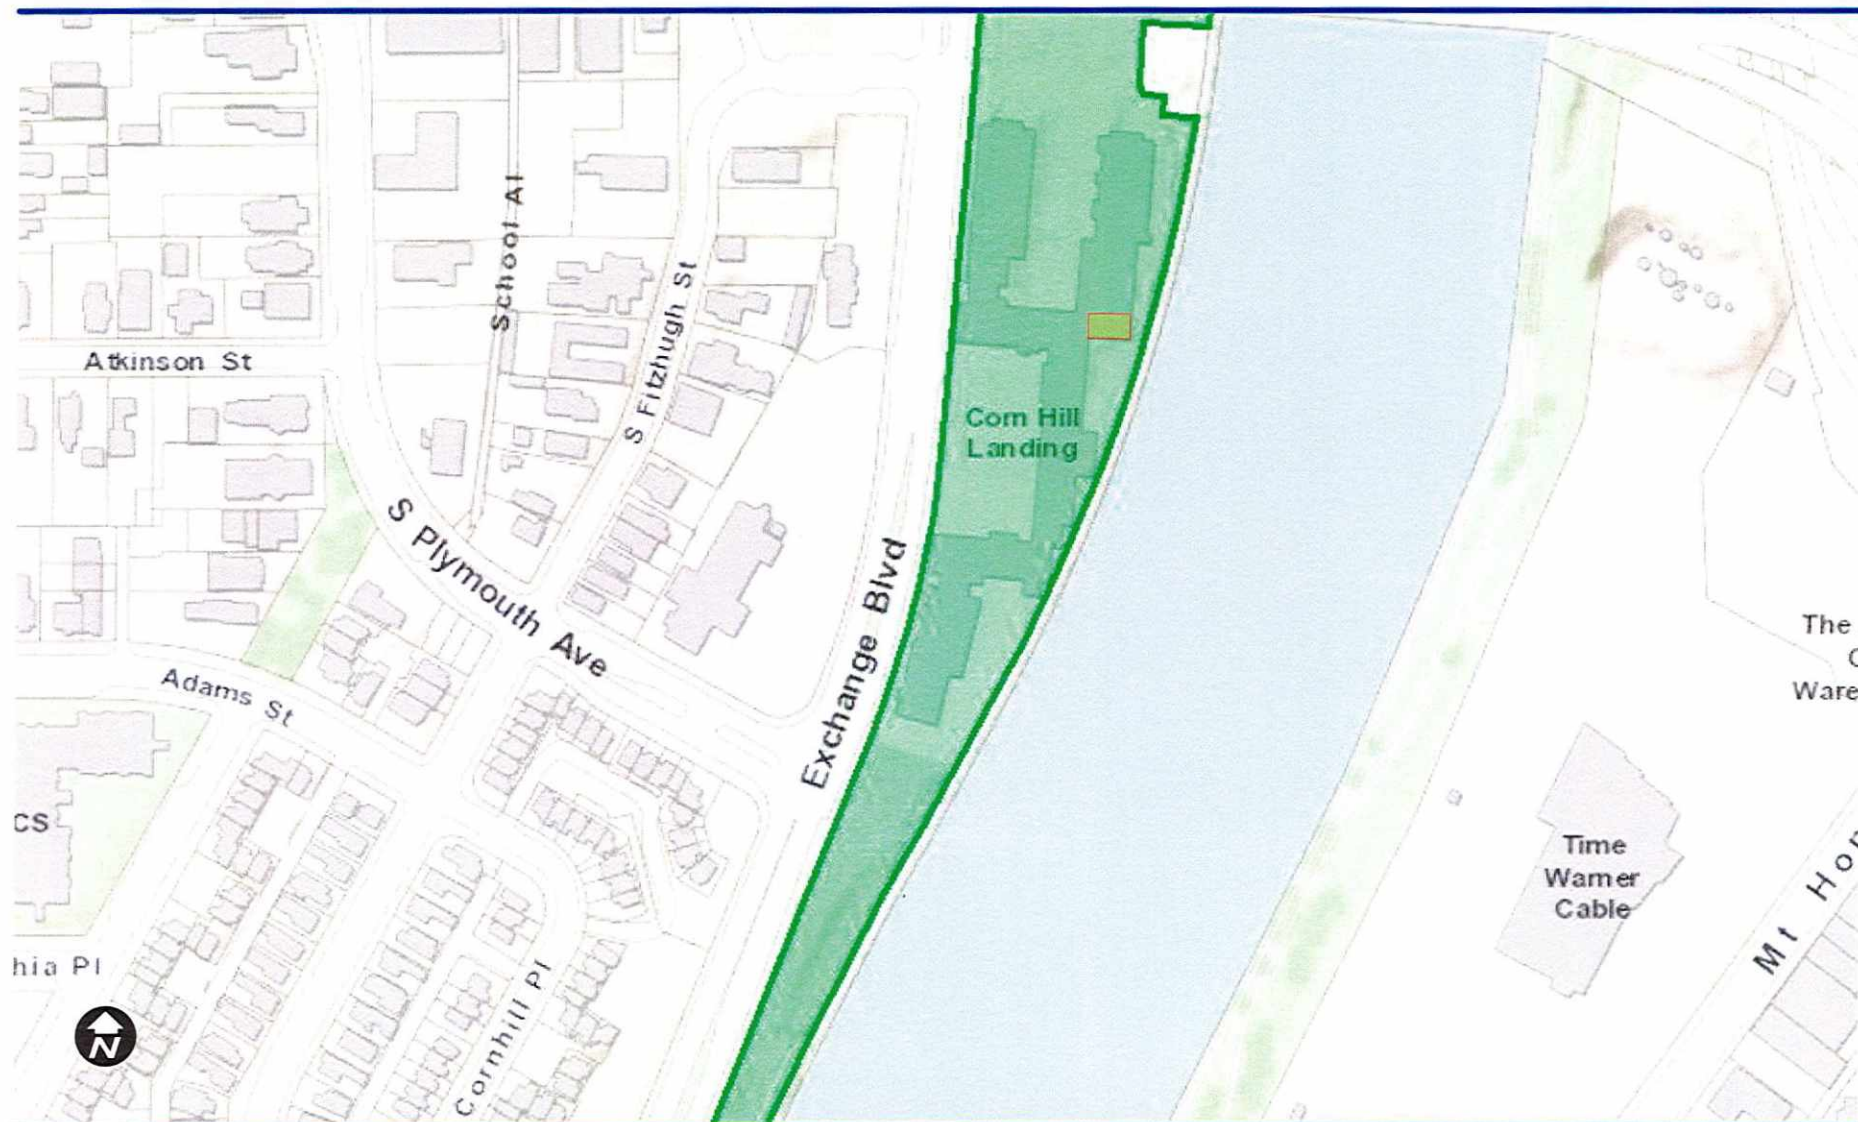 School Al
S Fitzhugh St
Atkinson St
Corn Hill
Landing
S Plymouth Ave
Exchange Blvd
The
Ware
Adams St
CS
Time
Warner
Cable
Mt Hop
hia Pl
Cornhill Pl
N